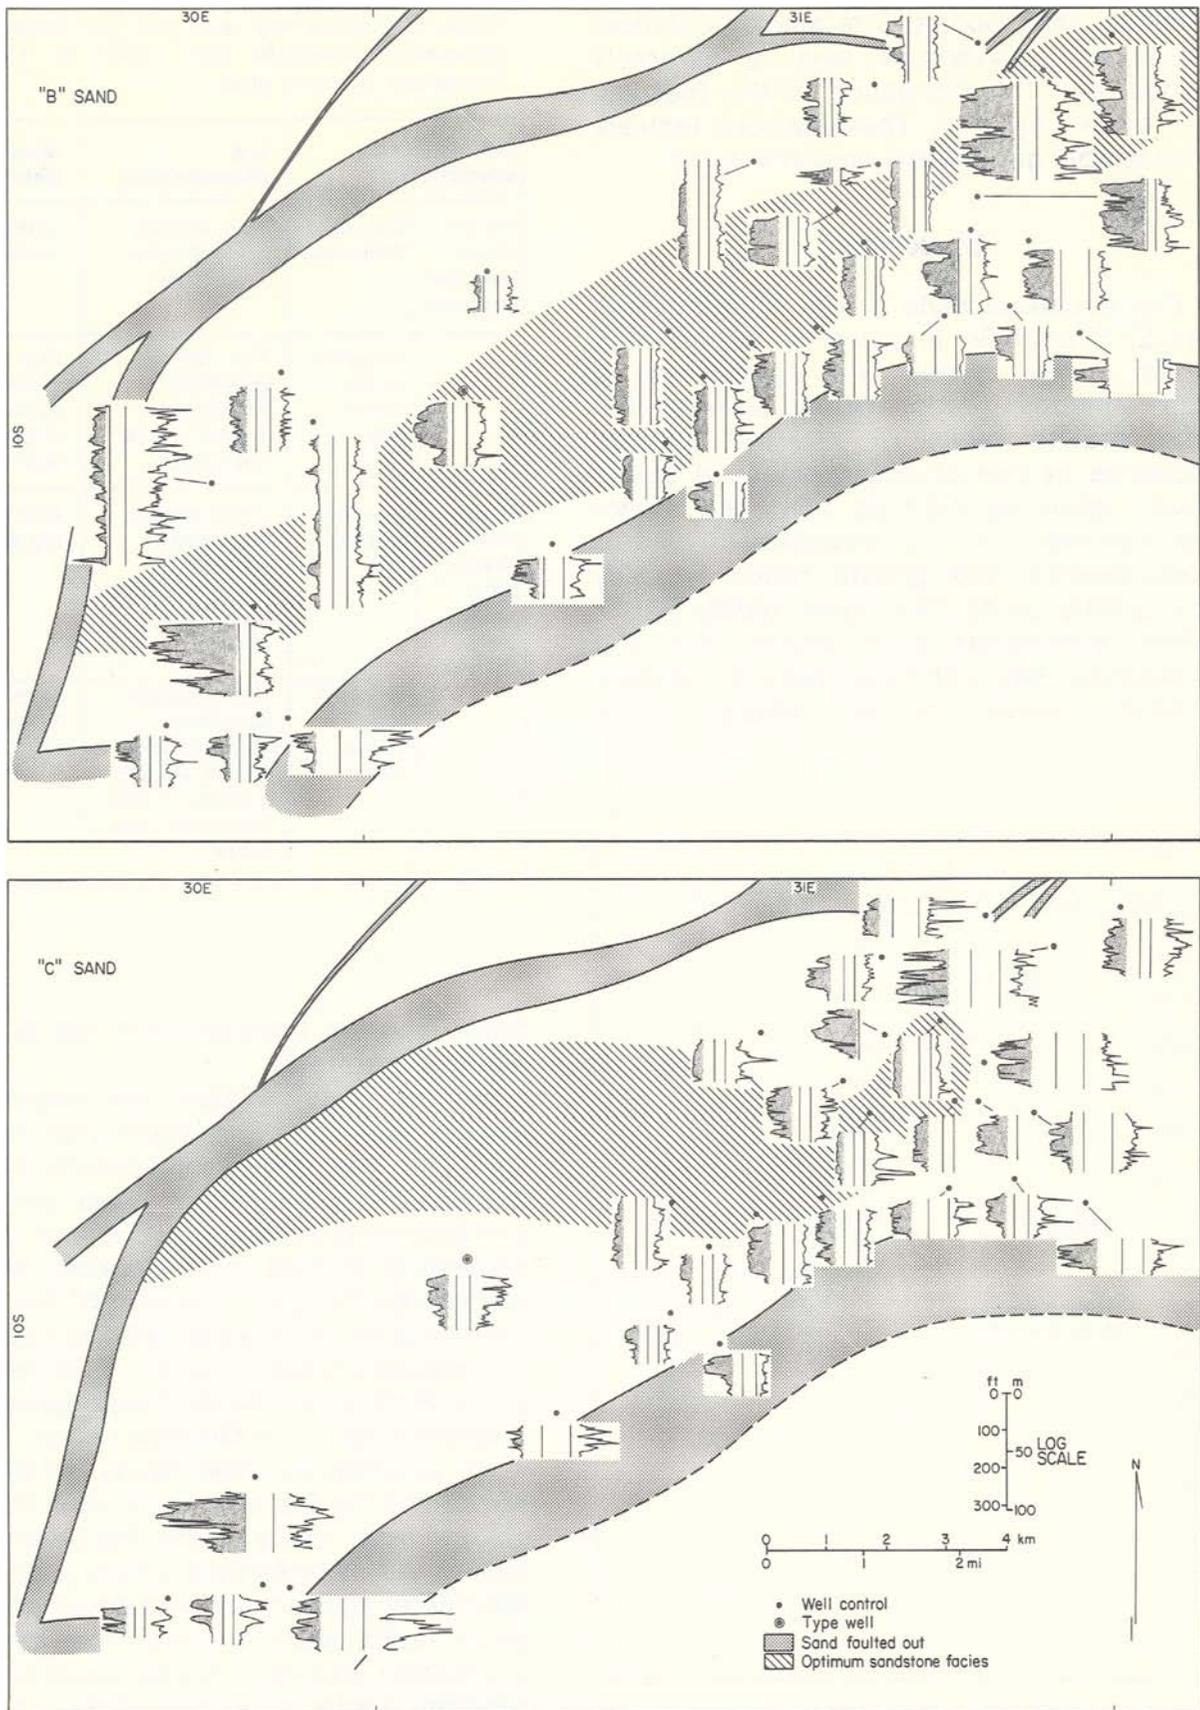 30E
31E
"B" SAND
10S
30E
31E
"C" SAND
10S
ft m
0 0
100
50 LOG
SCALE
200
300 100
N
0 1 2 3 4 km
0 1 2 mi
Well control
Type well
Sand faulted out
Optimum sandstone facies